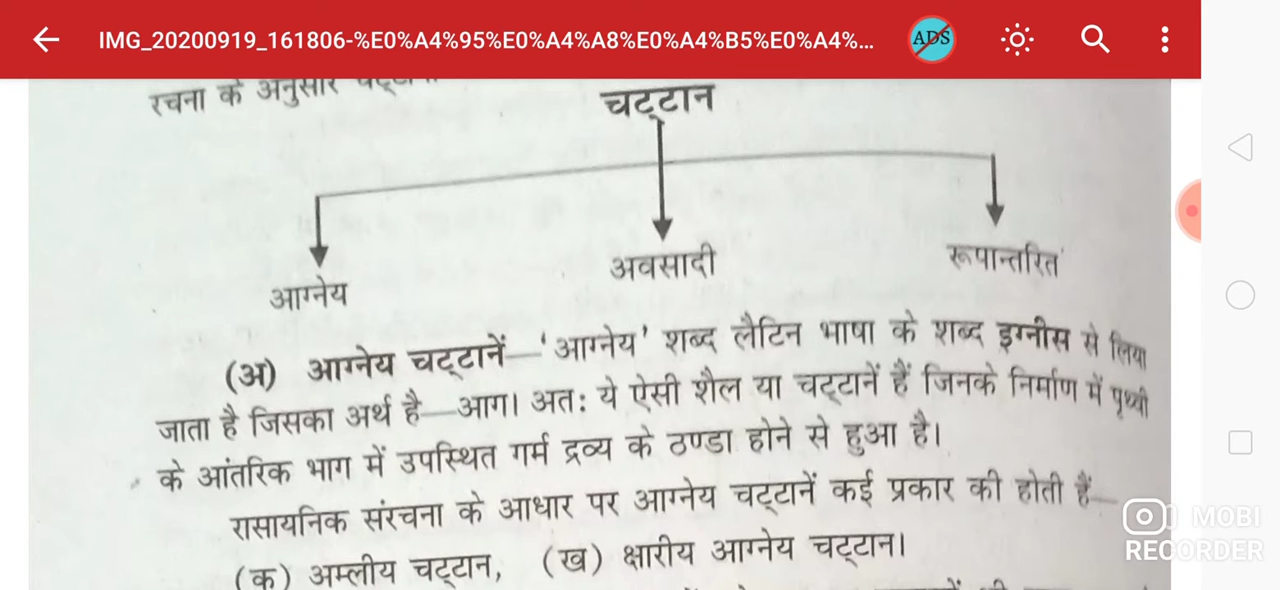 IMG_20200919_161806-%E0%A4%95%E0%A4%A8%E0%A4%B5%E0%A4%...
ADS
रचना के अनुसार
चट्टान
आग्नेय
अवसादी
रूपान्तरित
(अ) आग्नेय चट्टानें—'आग्नेय' शब्द लैटिन भाषा के शब्द इग्नीस से लिया
जाता है जिसका अर्थ है—आग। अतः ये ऐसी शैल या चट्टानें हैं जिनके निर्माण में पृथ्वी
के आंतरिक भाग में उपस्थित गर्म द्रव्य के ठण्डा होने से हुआ है।
रासायनिक संरचना के आधार पर आग्नेय चट्टानें कई प्रकार की होती हैं—
(क) अम्लीय चट्टान, (ख) क्षारीय आग्नेय चट्टान।
MOBI
RECORDER